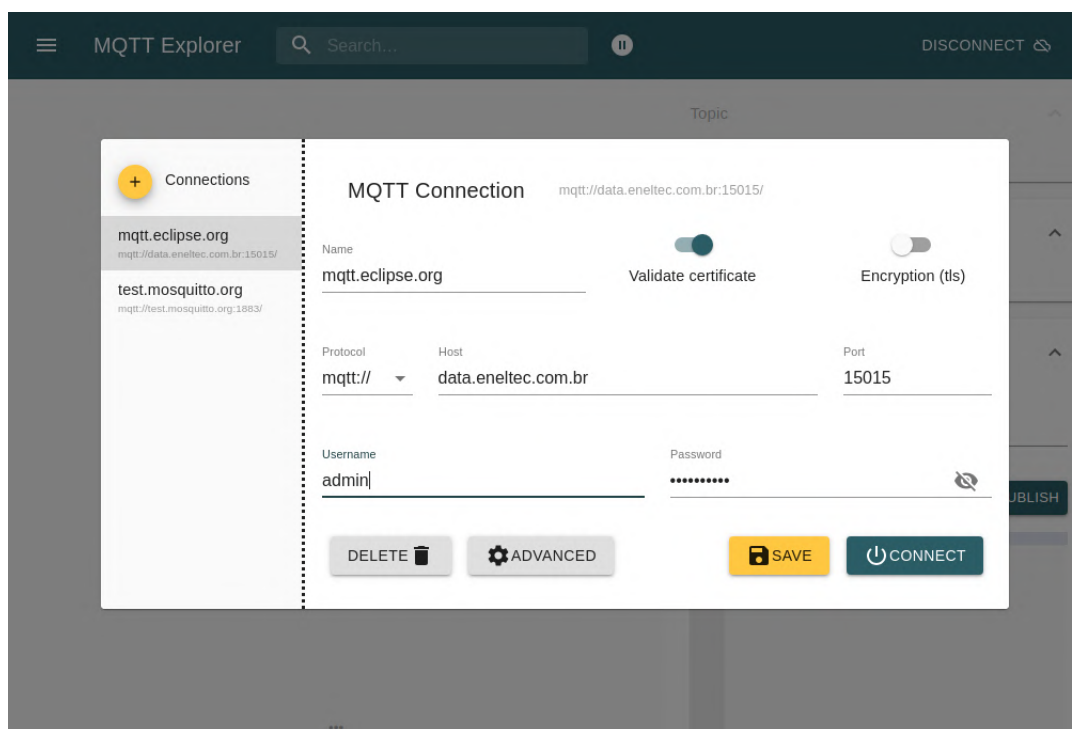 MQTT Explorer
Search...
DISCONNECT
Topic
Connections
mqtt.eclipse.org
mqtt://data.eneltec.com.br:15015/
test.mosquitto.org
mqtt://test.mosquitto.org:1883/
MQTT Connection mqtt://data.eneltec.com.br:15015/
Name
mqtt.eclipse.org
Validate certificate
Encryption (tls)
Protocol Host Port
mqtt:// data.eneltec.com.br 15015
Username Password
admin ••••••••••
DELETE ADVANCED SAVE CONNECT
UBLISH